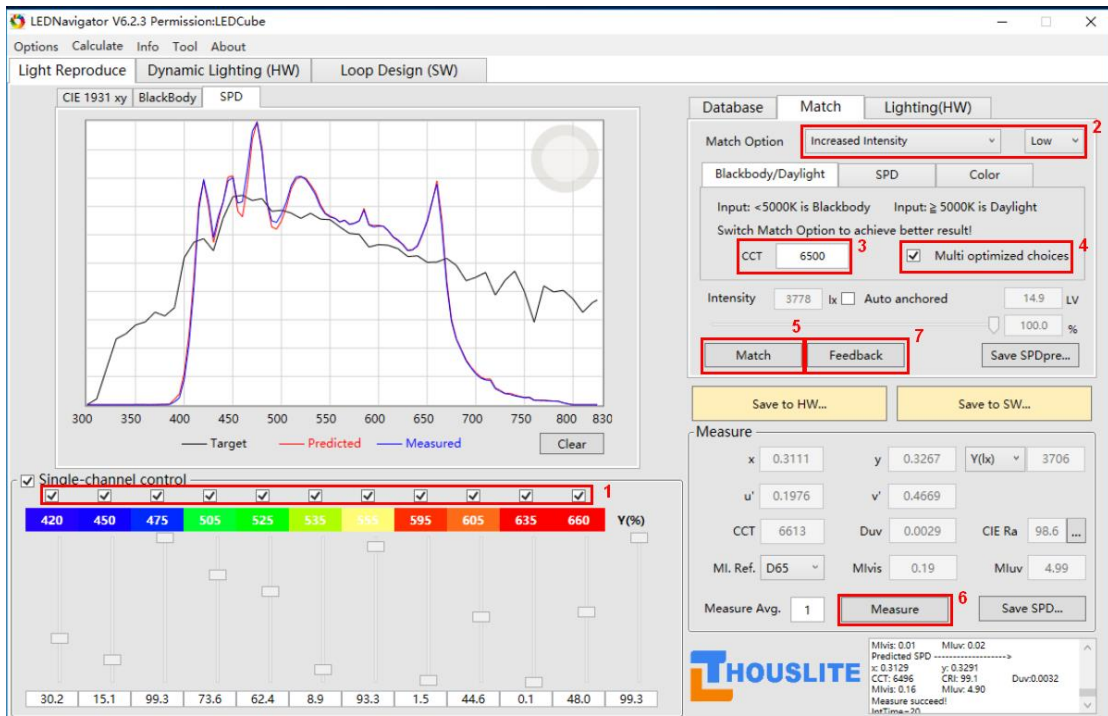 LEDNavigator V6.2.3 Permission:LEDCube
Options Calculate Info Tool About
Light Reproduce Dynamic Lighting (HW) Loop Design (SW)
CIE 1931 xy BlackBody SPD
300 350 400 450 500 550 600 650 700 750 800 830
Target Predicted Measured Clear
Single-channel control
1
420 450 475 505 525 535 555 595 605 635 660 Y(%)
30.2 15.1 99.3 73.6 62.4 8.9 93.3 1.5 44.6 0.1 48.0 99.3
Database Match Lighting(HW)
Match Option Increased Intensity Low 2
Blackbody/Daylight SPD Color
Input: <5000K is Blackbody Input: ≧ 5000K is Daylight
Switch Match Option to achieve better result!
CCT 6500 3 Multi optimized choices 4
Intensity 3778 lx Auto anchored 14.9 LV
100.0 %
5 7
Match Feedback Save SPDpre...
Save to HW... Save to SW...
Measure
x 0.3111 y 0.3267 Y(lx) 3706
u' 0.1976 v' 0.4669
CCT 6613 Duv 0.0029 CIE Ra 98.6 ...
MI. Ref. D65 MIvis 0.19 MIuv 4.99
Measure Avg. 1 Measure 6 Save SPD...
THOUSLITE
MIvis: 0.01 MIuv: 0.02
Predicted SPD -------------------->
x: 0.3129 y: 0.3291
CCT: 6496 CRI: 99.1 Duv:0.0032
MIvis: 0.16 MIuv: 4.90
Measure succeed!
IntTime=20